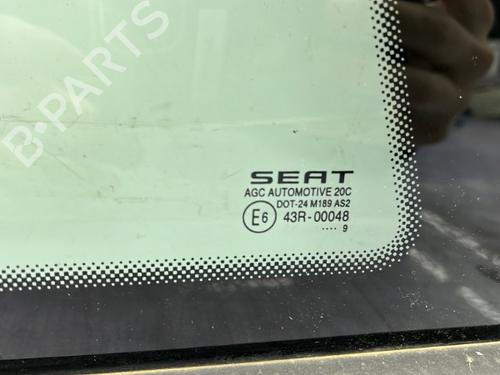 B-PARTS
SEAT
AGC AUTOMOTIVE 20C
DOT-24 M189 AS2
E6 43R-00048
.... 9